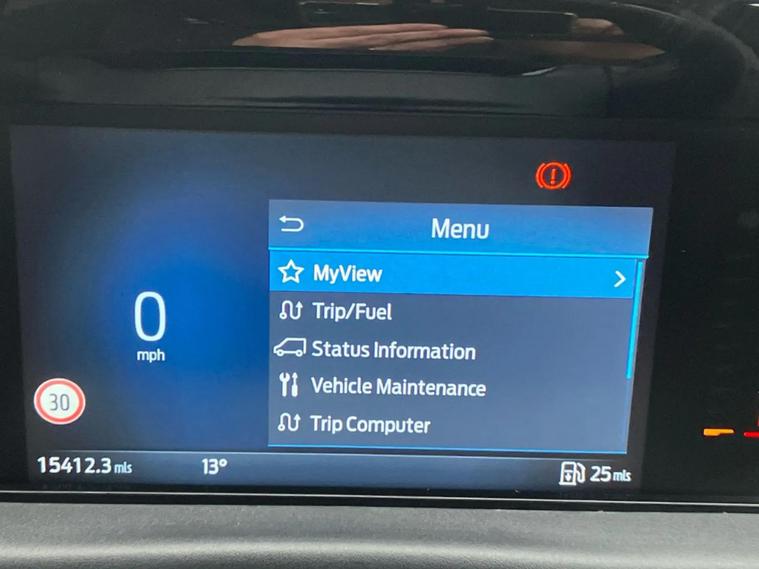 Menu
MyView
Trip/Fuel
0
mph
Status Information
Vehicle Maintenance
30
Trip Computer
15412.3 mls
13°
25 mls